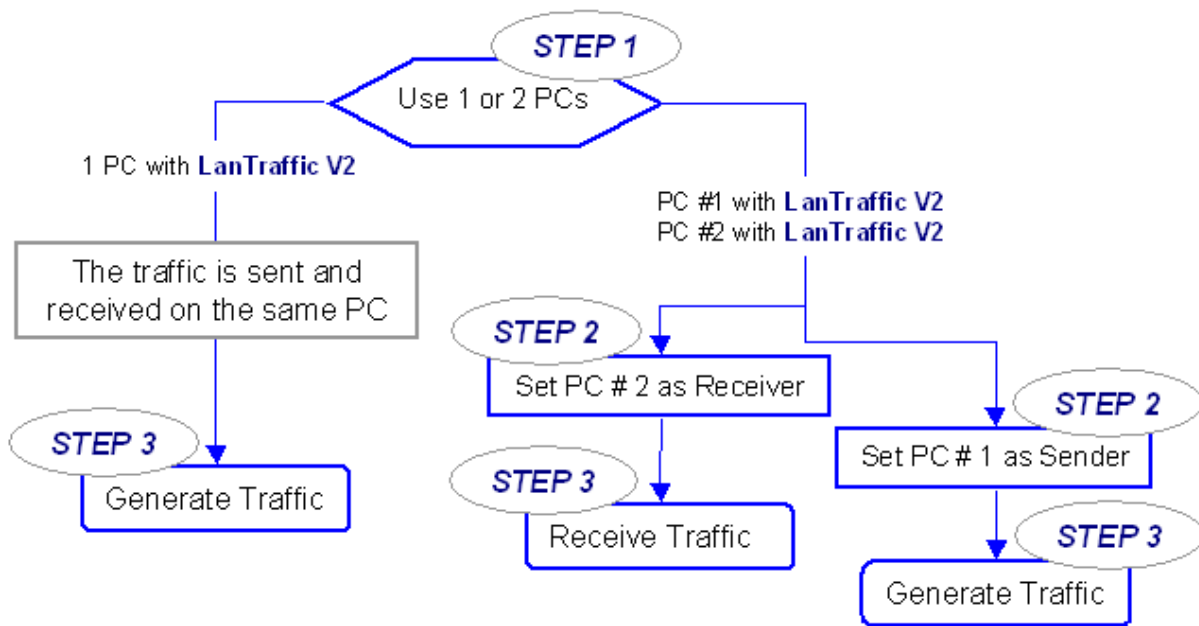 STEP 1
Use 1 or 2 PCs
1 PC with LanTraffic V2
PC #1 with LanTraffic V2
PC #2 with LanTraffic V2
The traffic is sent and
received on the same PC
STEP 2
Set PC # 2 as Receiver
STEP 2
Set PC # 1 as Sender
STEP 3
Generate Traffic
STEP 3
Receive Traffic
STEP 3
Generate Traffic